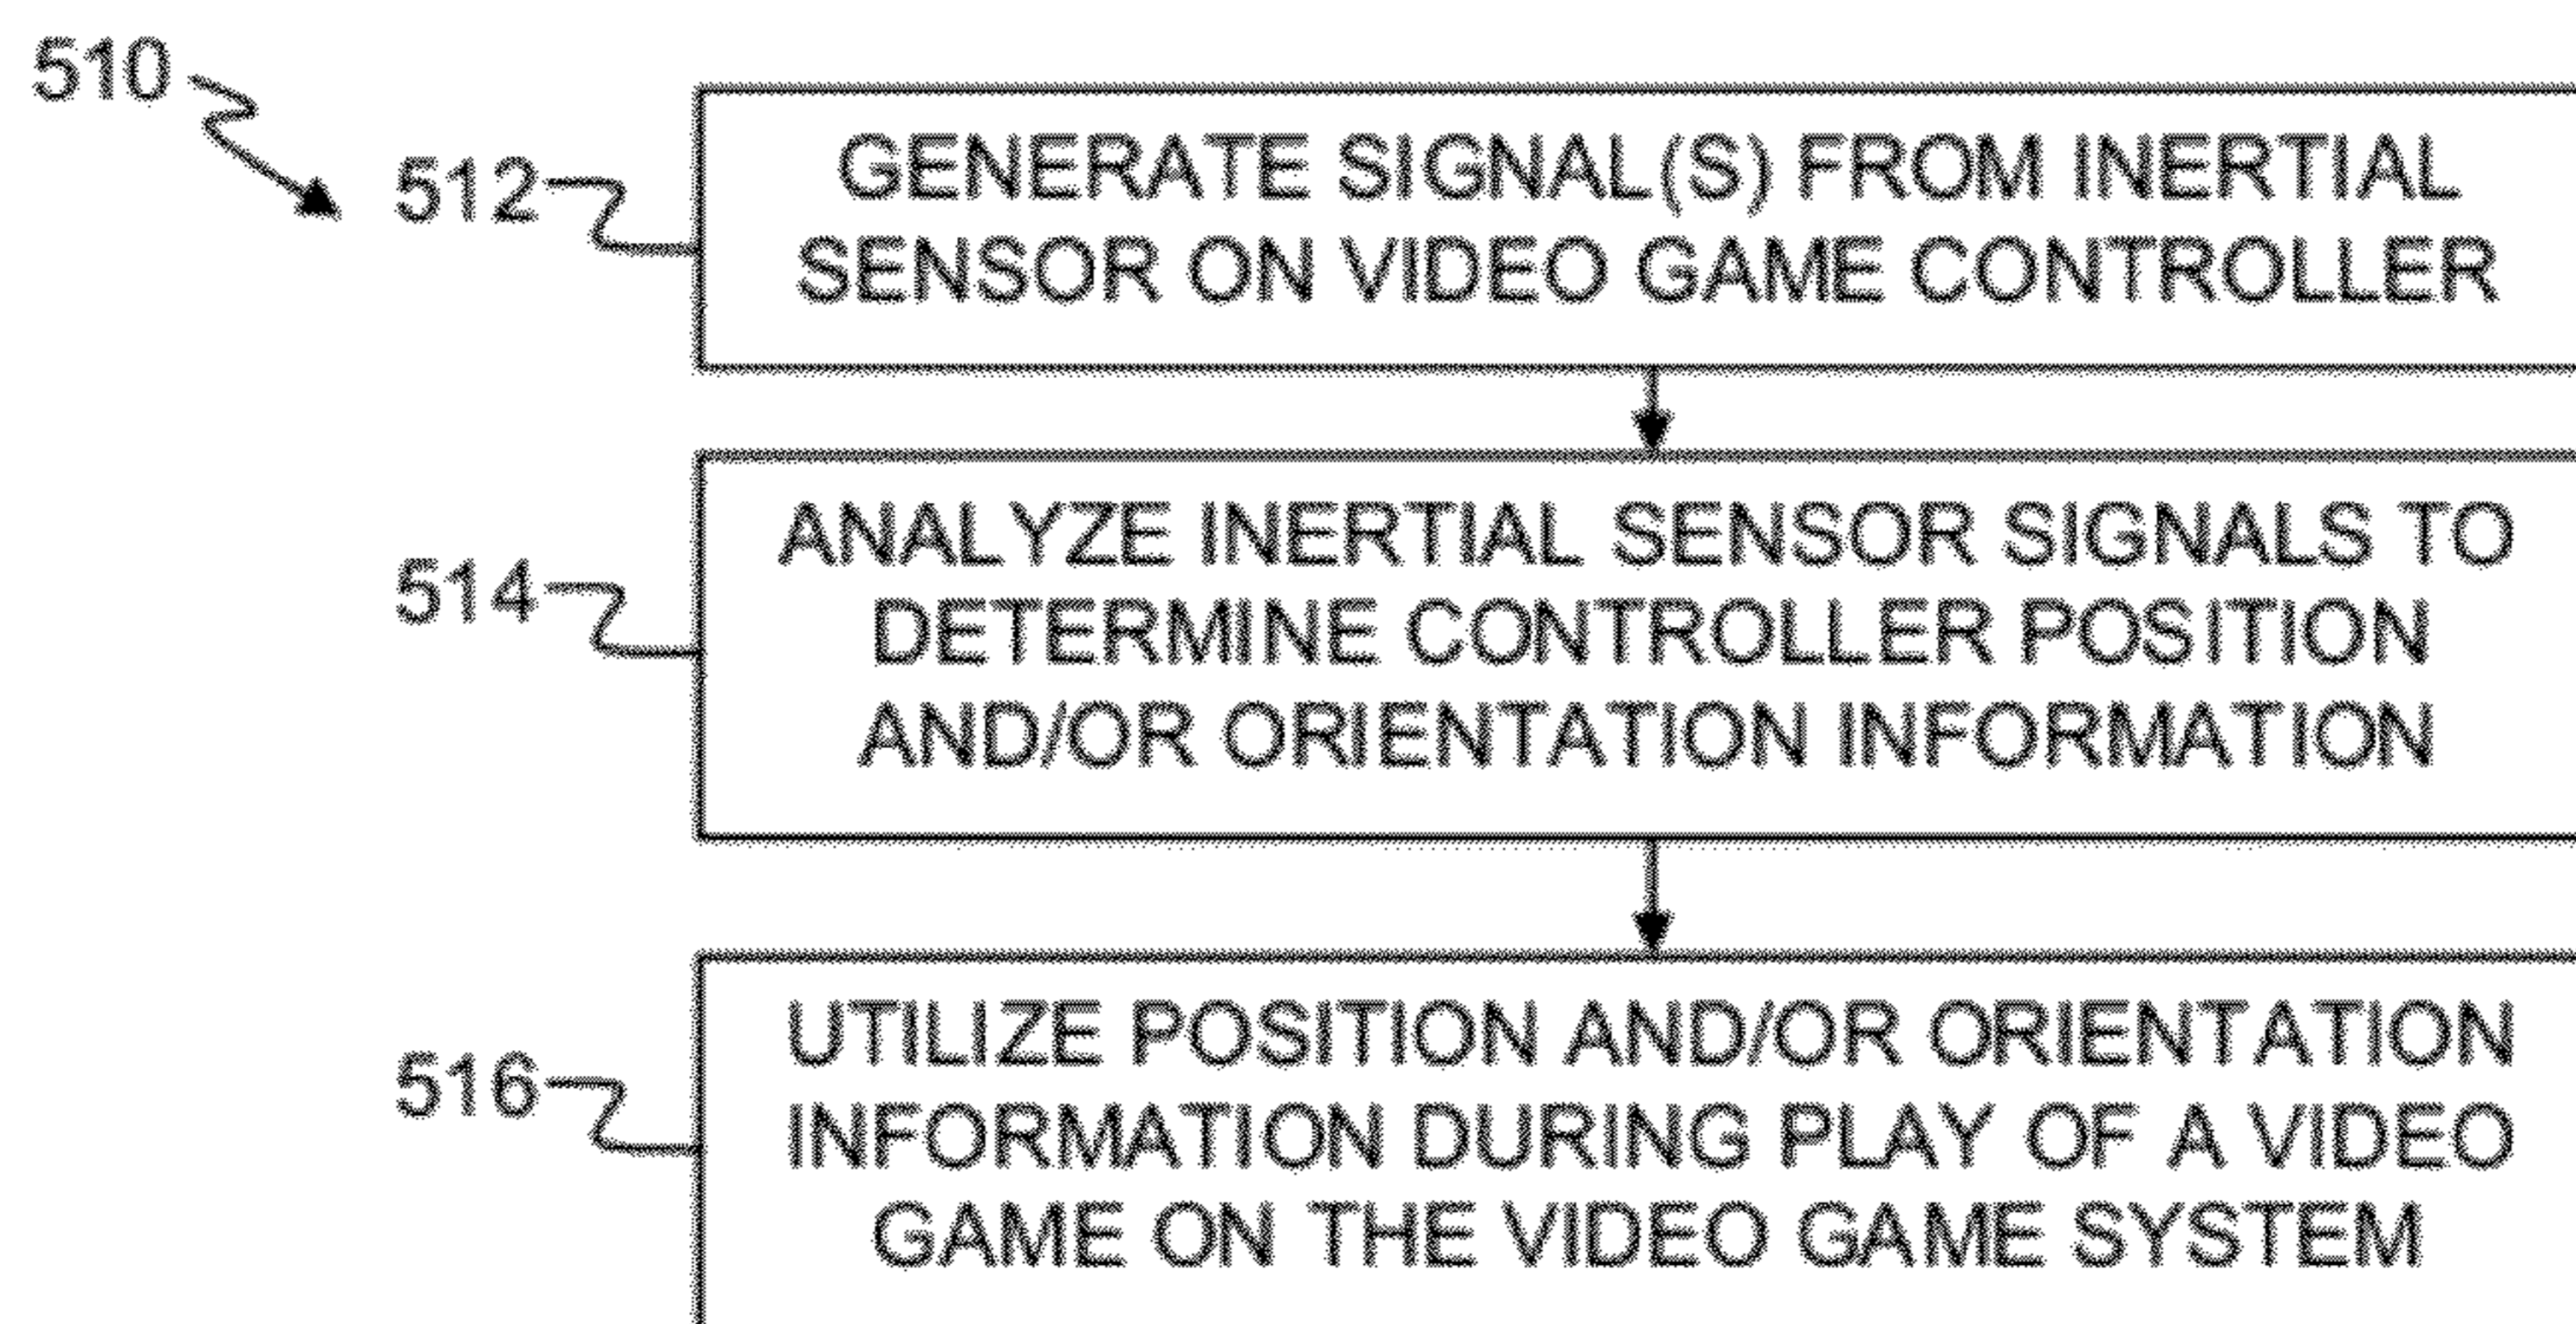 510
512
GENERATE SIGNAL(S) FROM INERTIAL
SENSOR ON VIDEO GAME CONTROLLER
514
ANALYZE INERTIAL SENSOR SIGNALS TO
DETERMINE CONTROLLER POSITION
AND/OR ORIENTATION INFORMATION
516
UTILIZE POSITION AND/OR ORIENTATION
INFORMATION DURING PLAY OF A VIDEO
GAME ON THE VIDEO GAME SYSTEM